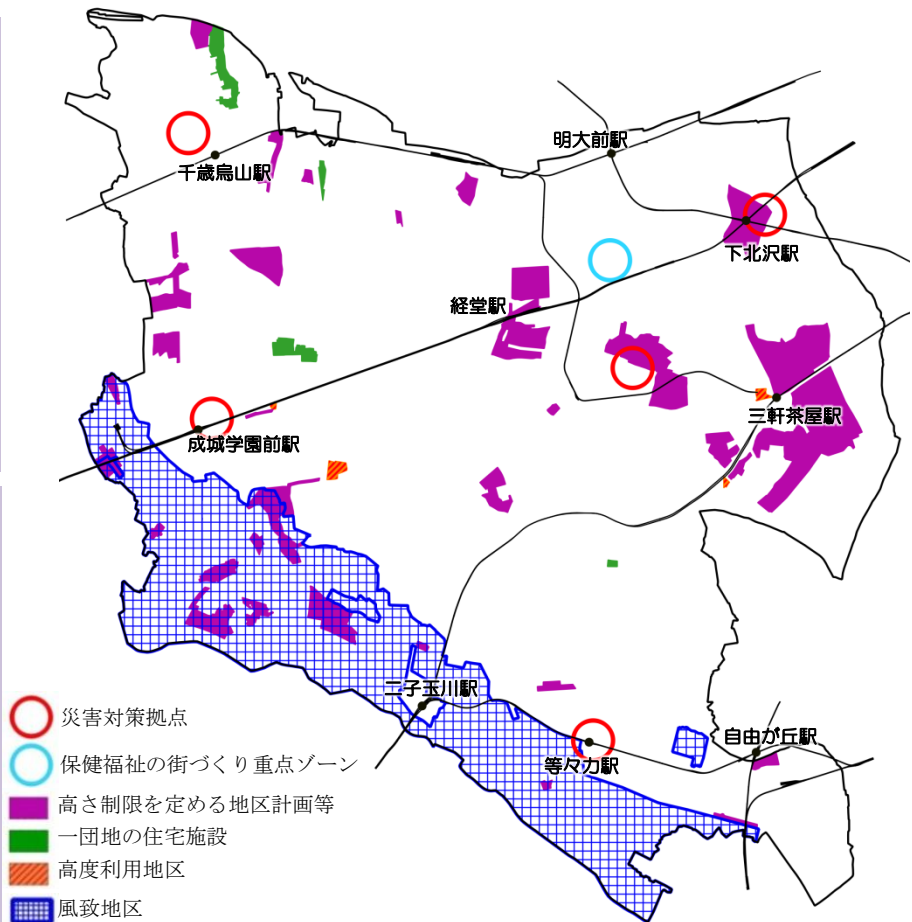 明大前駅
千歳烏山駅
下北沢駅
経堂駅
三軒茶屋駅
成城学園前駅
二子玉川駅
自由が丘駅
等々力駅
災害対策拠点
保健福祉の街づくり重点ゾーン
高さ制限を定める地区計画等
一団地の住宅施設
高度利用地区
風致地区